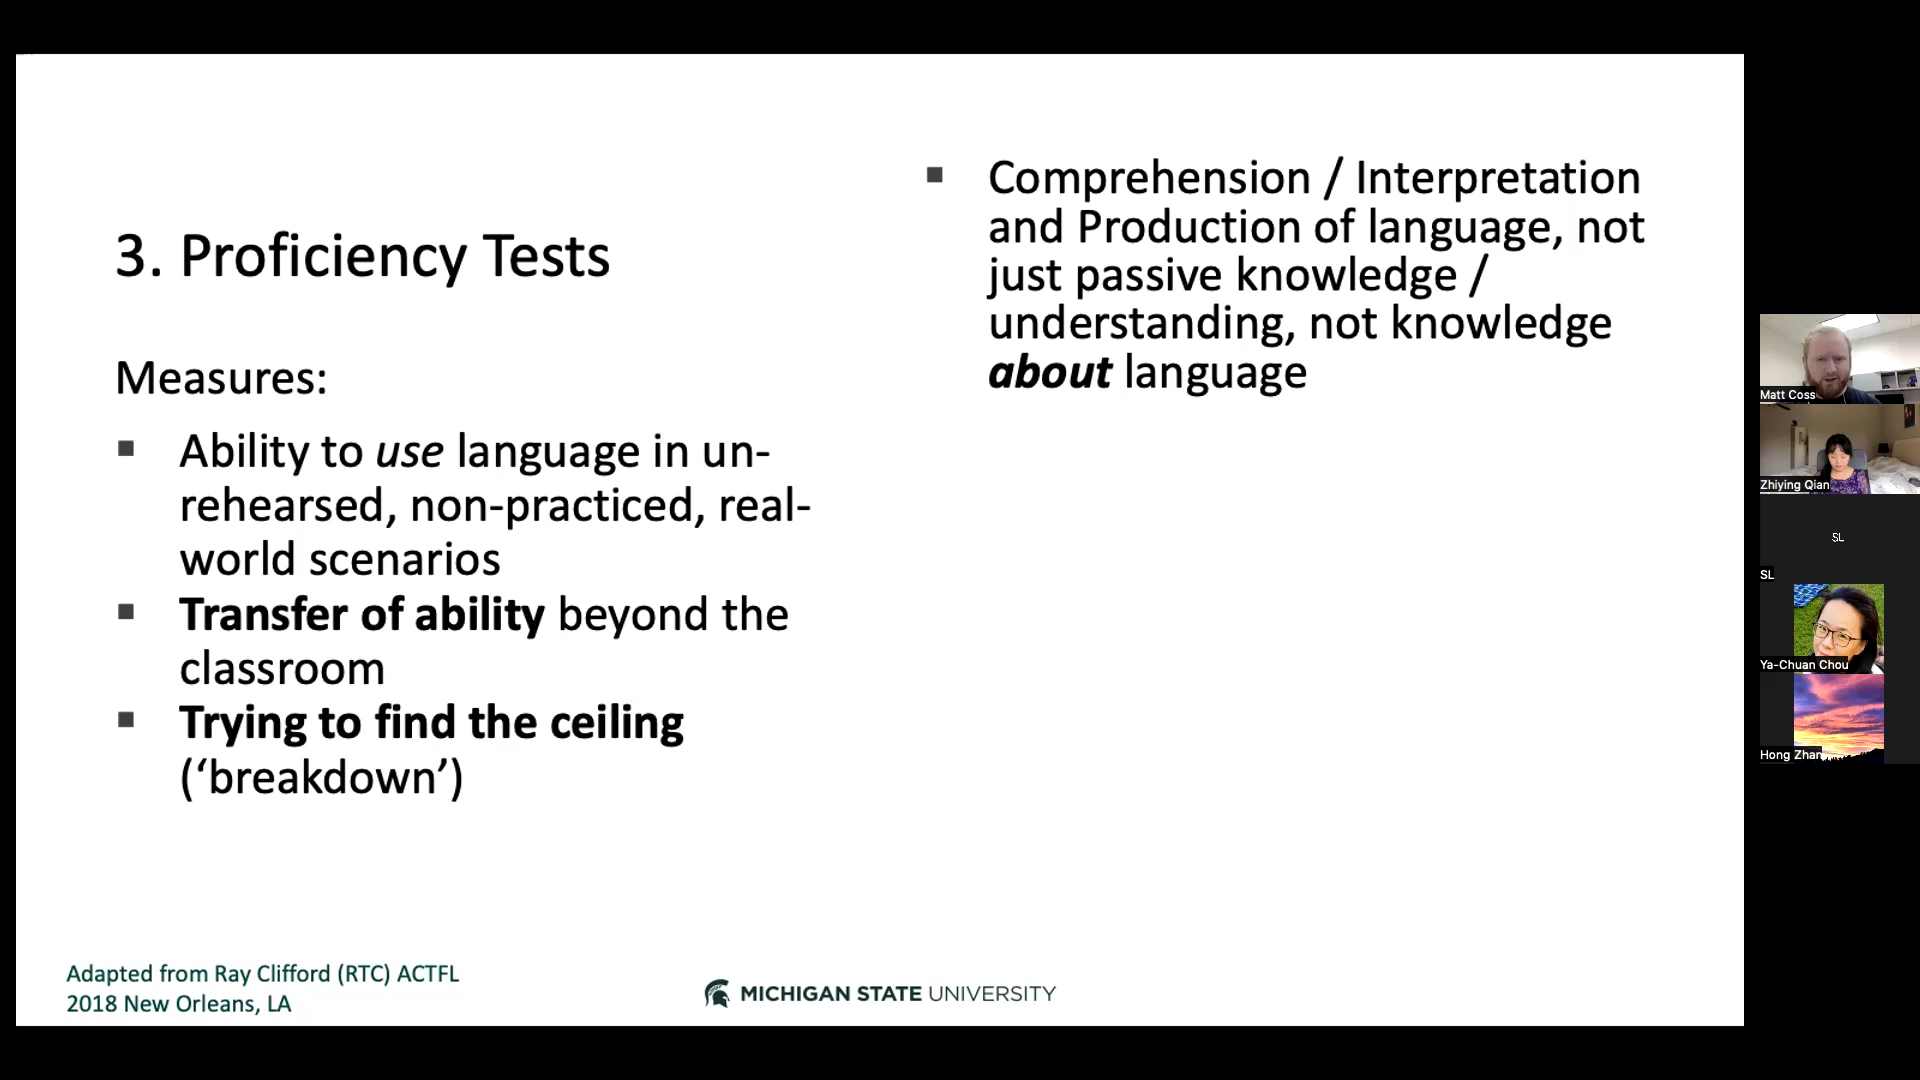 3. Proficiency Tests
Measures:
▪ Ability to use language in un-
rehearsed, non-practiced, real-
world scenarios
▪ Transfer of ability beyond the
classroom
▪ Trying to find the ceiling
(‘breakdown’)
▪ Comprehension / Interpretation
and Production of language, not
just passive knowledge /
understanding, not knowledge
about language
Adapted from Ray Clifford (RTC) ACTFL
2018 New Orleans, LA
MICHIGAN STATE UNIVERSITY
Matt Coss
Zhiying Qian
SL
SL
Ya-Chuan Chou
Hong Zhan